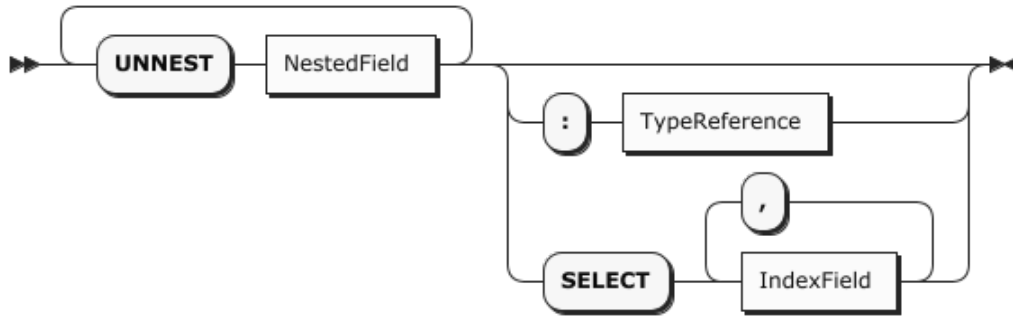 UNNEST NestedField
: TypeReference
,
SELECT IndexField